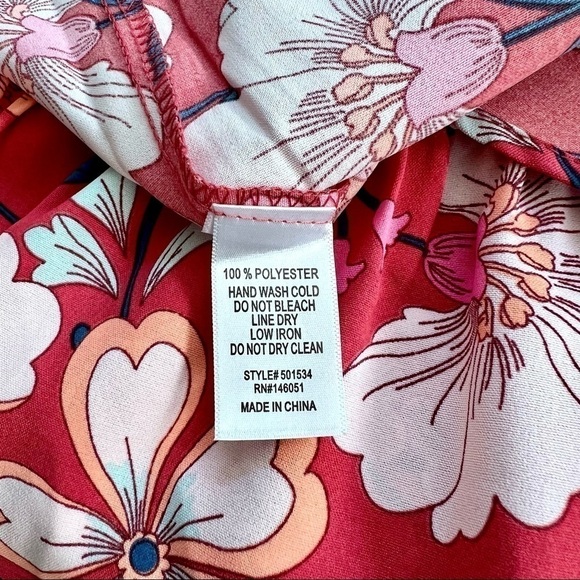 100 % POLYESTER
HAND WASH COLD
DO NOT BLEACH
LINE DRY
LOW IRON
DO NOT DRY CLEAN
STYLE# 501534
RN#146051
MADE IN CHINA